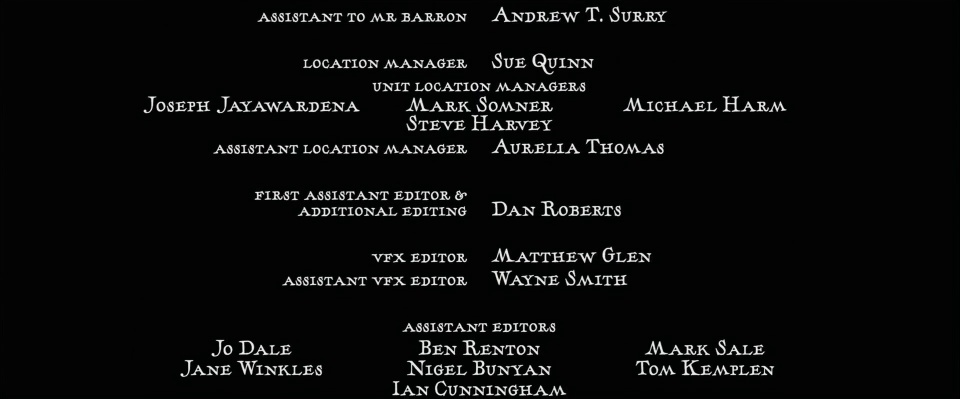 ASSISTANT TO MR BARRON ANDREW T. SURRY
LOCATION MANAGER SUE QUINN
UNIT LOCATION MANAGERS
JOSEPH JAYAWARDENA MARK SOMNER MICHAEL HARM
STEVE HARVEY
ASSISTANT LOCATION MANAGER AURELIA THOMAS
FIRST ASSISTANT EDITOR &
ADDITIONAL EDITING DAN ROBERTS
VFX EDITOR MATTHEW GLEN
ASSISTANT VFX EDITOR WAYNE SMITH
ASSISTANT EDITORS
JO DALE BEN RENTON MARK SALE
JANE WINKLES NIGEL BUNYAN TOM KEMPLEN
IAN CUNNINGHAM